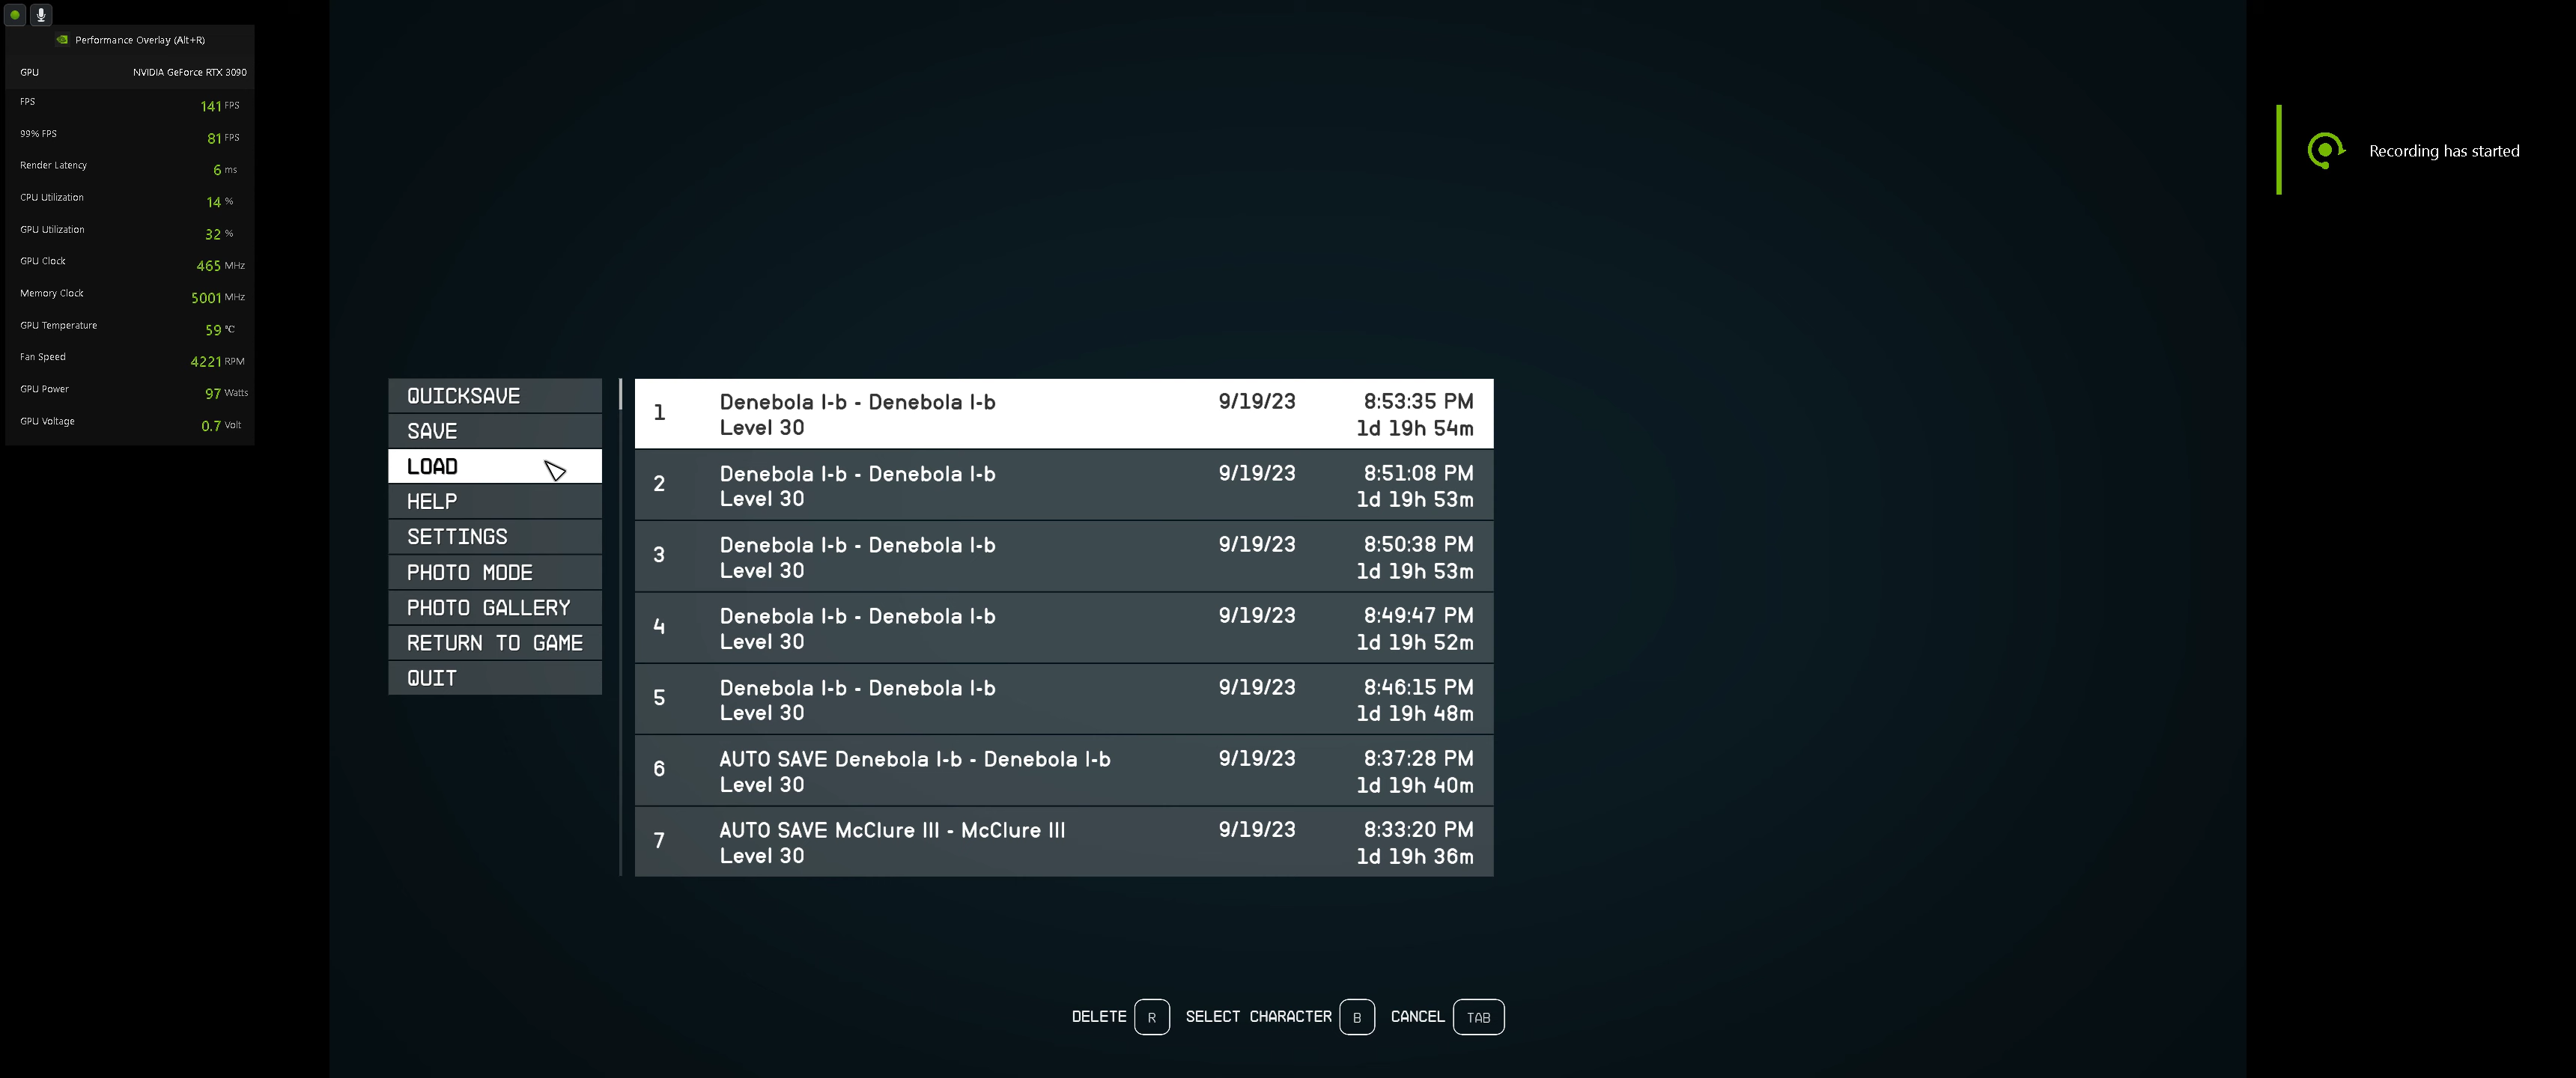 Performance Overlay (Alt+R)
GPU NVIDIA GeForce RTX 3090
FPS 141 FPS
99% FPS 81 FPS
Render Latency 6 ms
CPU Utilization 14 %
GPU Utilization 32 %
GPU Clock 465 MHz
Memory Clock 5001 MHz
GPU Temperature 59 °C
Fan Speed 4221 RPM
GPU Power 97 Watts
GPU Voltage 0.7 Volt
Recording has started
QUICKSAVE
SAVE
LOAD
HELP
SETTINGS
PHOTO MODE
PHOTO GALLERY
RETURN TO GAME
QUIT
1 Denebola I-b - Denebola I-b 9/19/23 8:53:35 PM
Level 30 1d 19h 54m
2 Denebola I-b - Denebola I-b 9/19/23 8:51:08 PM
Level 30 1d 19h 53m
3 Denebola I-b - Denebola I-b 9/19/23 8:50:38 PM
Level 30 1d 19h 53m
4 Denebola I-b - Denebola I-b 9/19/23 8:49:47 PM
Level 30 1d 19h 52m
5 Denebola I-b - Denebola I-b 9/19/23 8:46:15 PM
Level 30 1d 19h 48m
6 AUTO SAVE Denebola I-b - Denebola I-b 9/19/23 8:37:28 PM
Level 30 1d 19h 40m
7 AUTO SAVE McClure III - McClure III 9/19/23 8:33:20 PM
Level 30 1d 19h 36m
DELETE R SELECT CHARACTER B CANCEL TAB